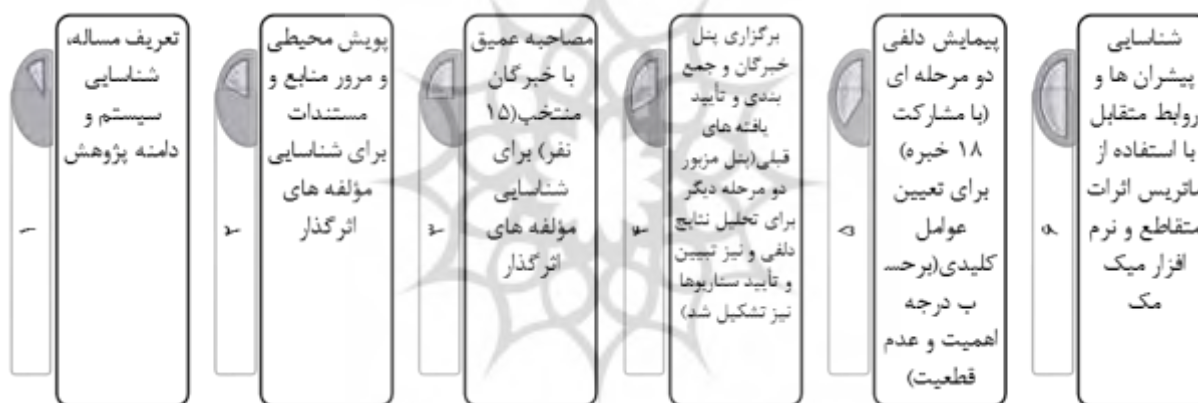 ۱
تعریف مساله،
شناسایی
سیستم و
دامنه پژوهش
۲
پویش محیطی
و مرور منابع و
مستندات
برای شناسایی
مؤلفه های
اثرگذار
۳
مصاحبه عمیق
با خبرگان
منتخب(۱۵
نفر) برای
شناسایی
مؤلفه های
اثرگذار
۴
برگزاری پنل
خبرگان و جمع
بندی و تأیید
یافته های
قبلی(پنل مزبور
دو مرحله دیگر
برای تحلیل نتایج
دلفی و نیز تبیین
و تأیید سناریوها
نیز تشکیل شد)
۵
پیمایش دلفی
دو مرحله ای
(با مشارکت
۱۸ خبره)
برای تعیین
عوامل
کلیدی(برحس
ب درجه
اهمیت و عدم
قطعیت)
۶
شناسایی
پیشران ها و
روابط متقابل
با استفاده از
ماتریس اثرات
متقاطع و نرم
افزار میک
مک